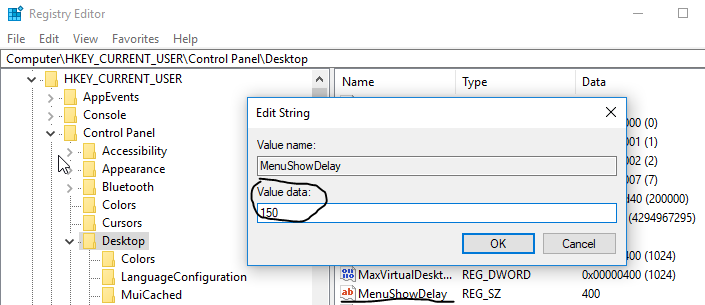 Registry Editor
File Edit View Favorites Help
Computer\HKEY_CURRENT_USER\Control Panel\Desktop
HKEY_CURRENT_USER
AppEvents
Console
Control Panel
Accessibility
Appearance
Bluetooth
Colors
Cursors
Desktop
Colors
LanguageConfiguration
MuiCached
Name Type Data
000 (0)
001 (1)
002 (2)
007 (7)
d40 (200000)
(4294967295)
Edit String
Value name:
MenuShowDelay
Value data:
150
OK Cancel
MaxVirtualDeskt... REG_DWORD 0x00000400 (1024)
MenuShowDelay REG_SZ 400